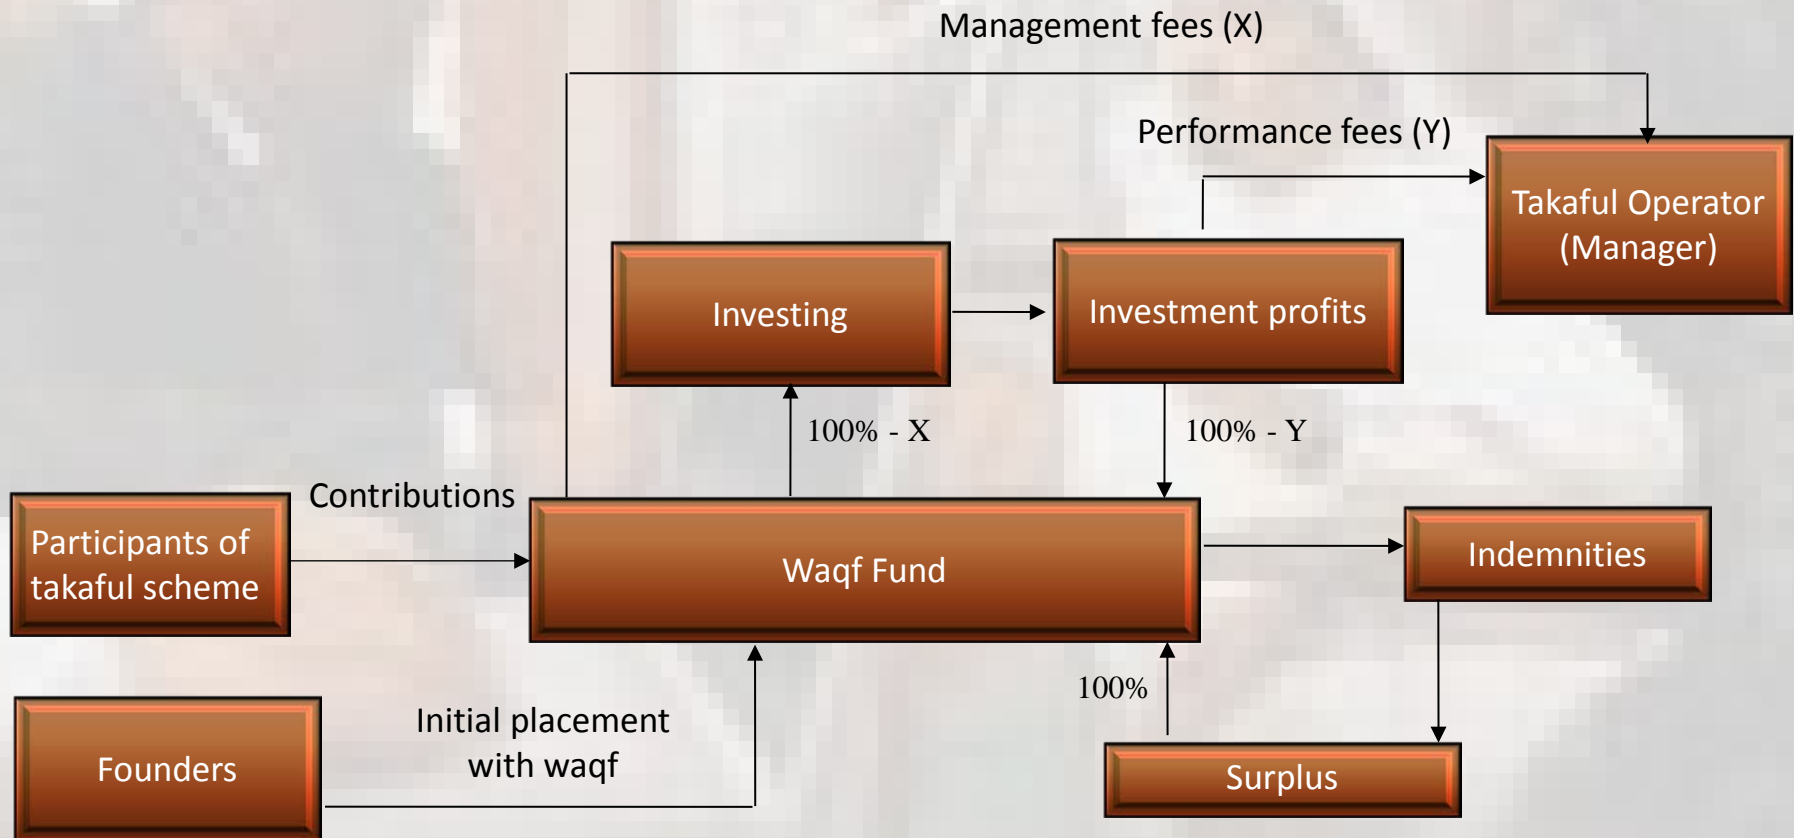 Management fees (X)
Performance fees (Y)
Takaful Operator
(Manager)
Investing
Investment profits
100% - X
100% - Y
Contributions
Participants of
takaful scheme
Waqf Fund
Indemnities
100%
Initial placement
with waqf
Founders
Surplus